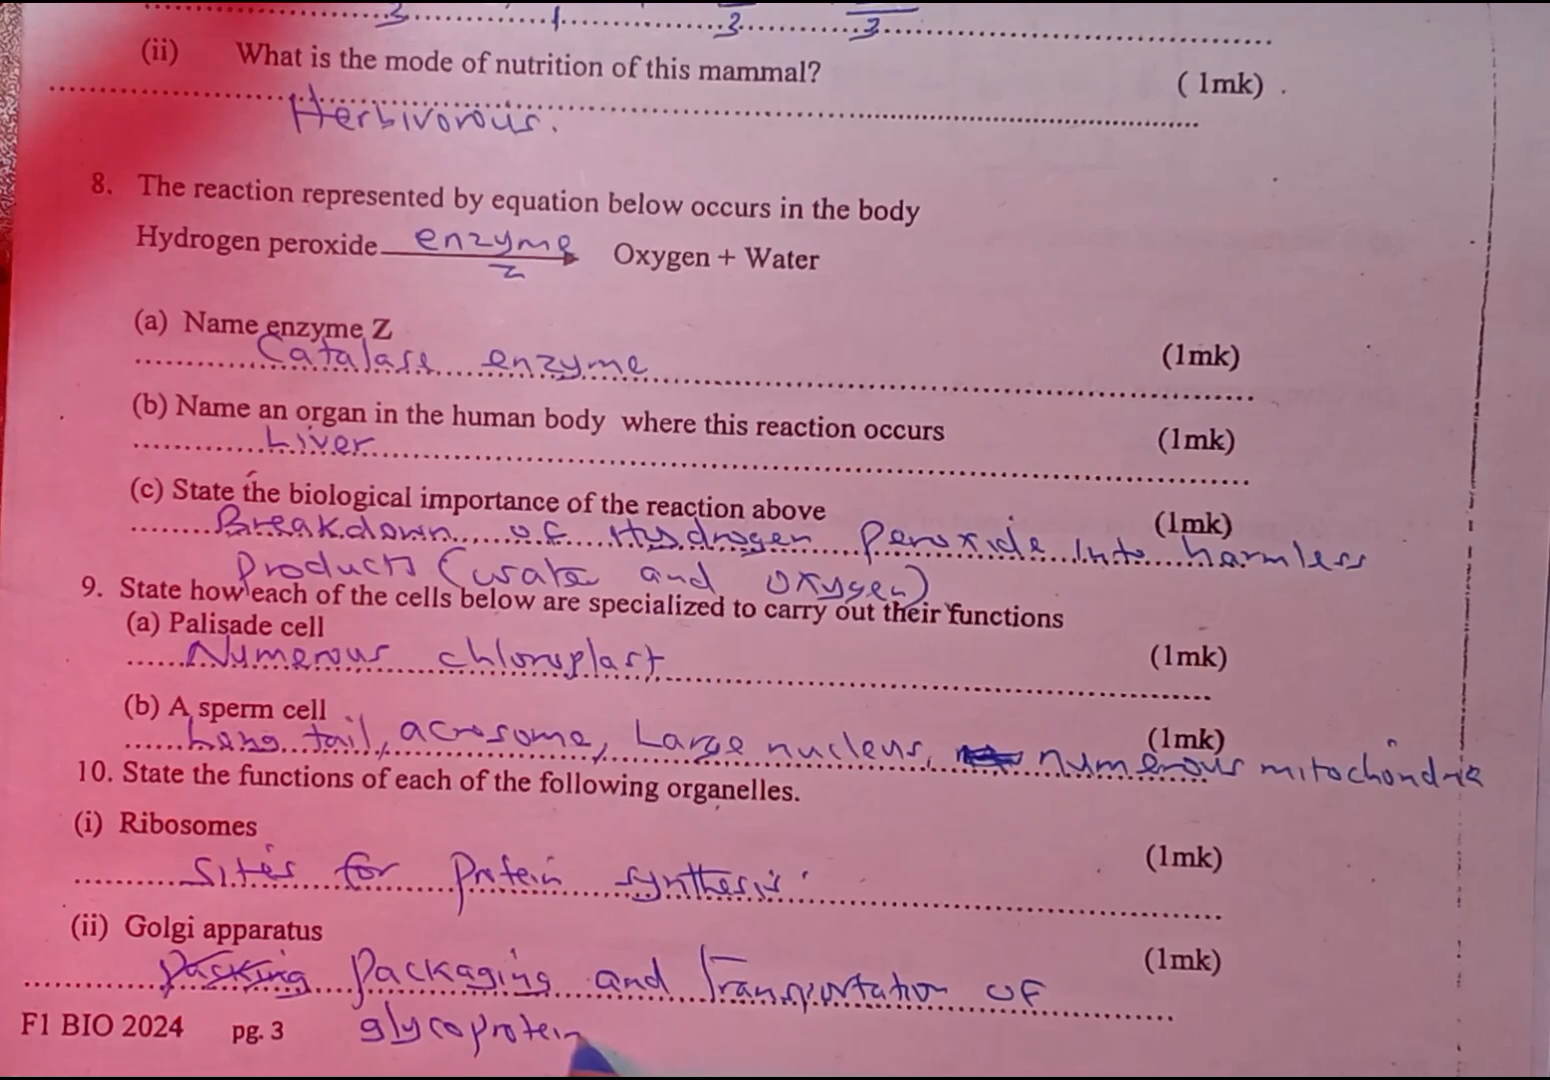 3 1 3 3
(ii) What is the mode of nutrition of this mammal? ( 1mk) .
Herbivorous.
8. The reaction represented by equation below occurs in the body
Hydrogen peroxide enzyme Oxygen + Water
Z
(a) Name enzyme Z (1mk)
Catalase enzyme
(b) Name an organ in the human body where this reaction occurs (1mk)
Liver
(c) State the biological importance of the reaction above (1mk)
Breakdown of Hydrogen Peroxide into harmless
Products (water and oxygen)
9. State how each of the cells below are specialized to carry out their functions
(a) Palisade cell (1mk)
Numerous chloroplast
(b) A sperm cell (1mk)
Long tail, acrosome, Large nucleus, numerous mitochondria
10. State the functions of each of the following organelles.
(i) Ribosomes (1mk)
Sites for Protein synthesis
(ii) Golgi apparatus (1mk)
packing Packaging and Transportation of
glycoprotein
F1 BIO 2024 pg. 3